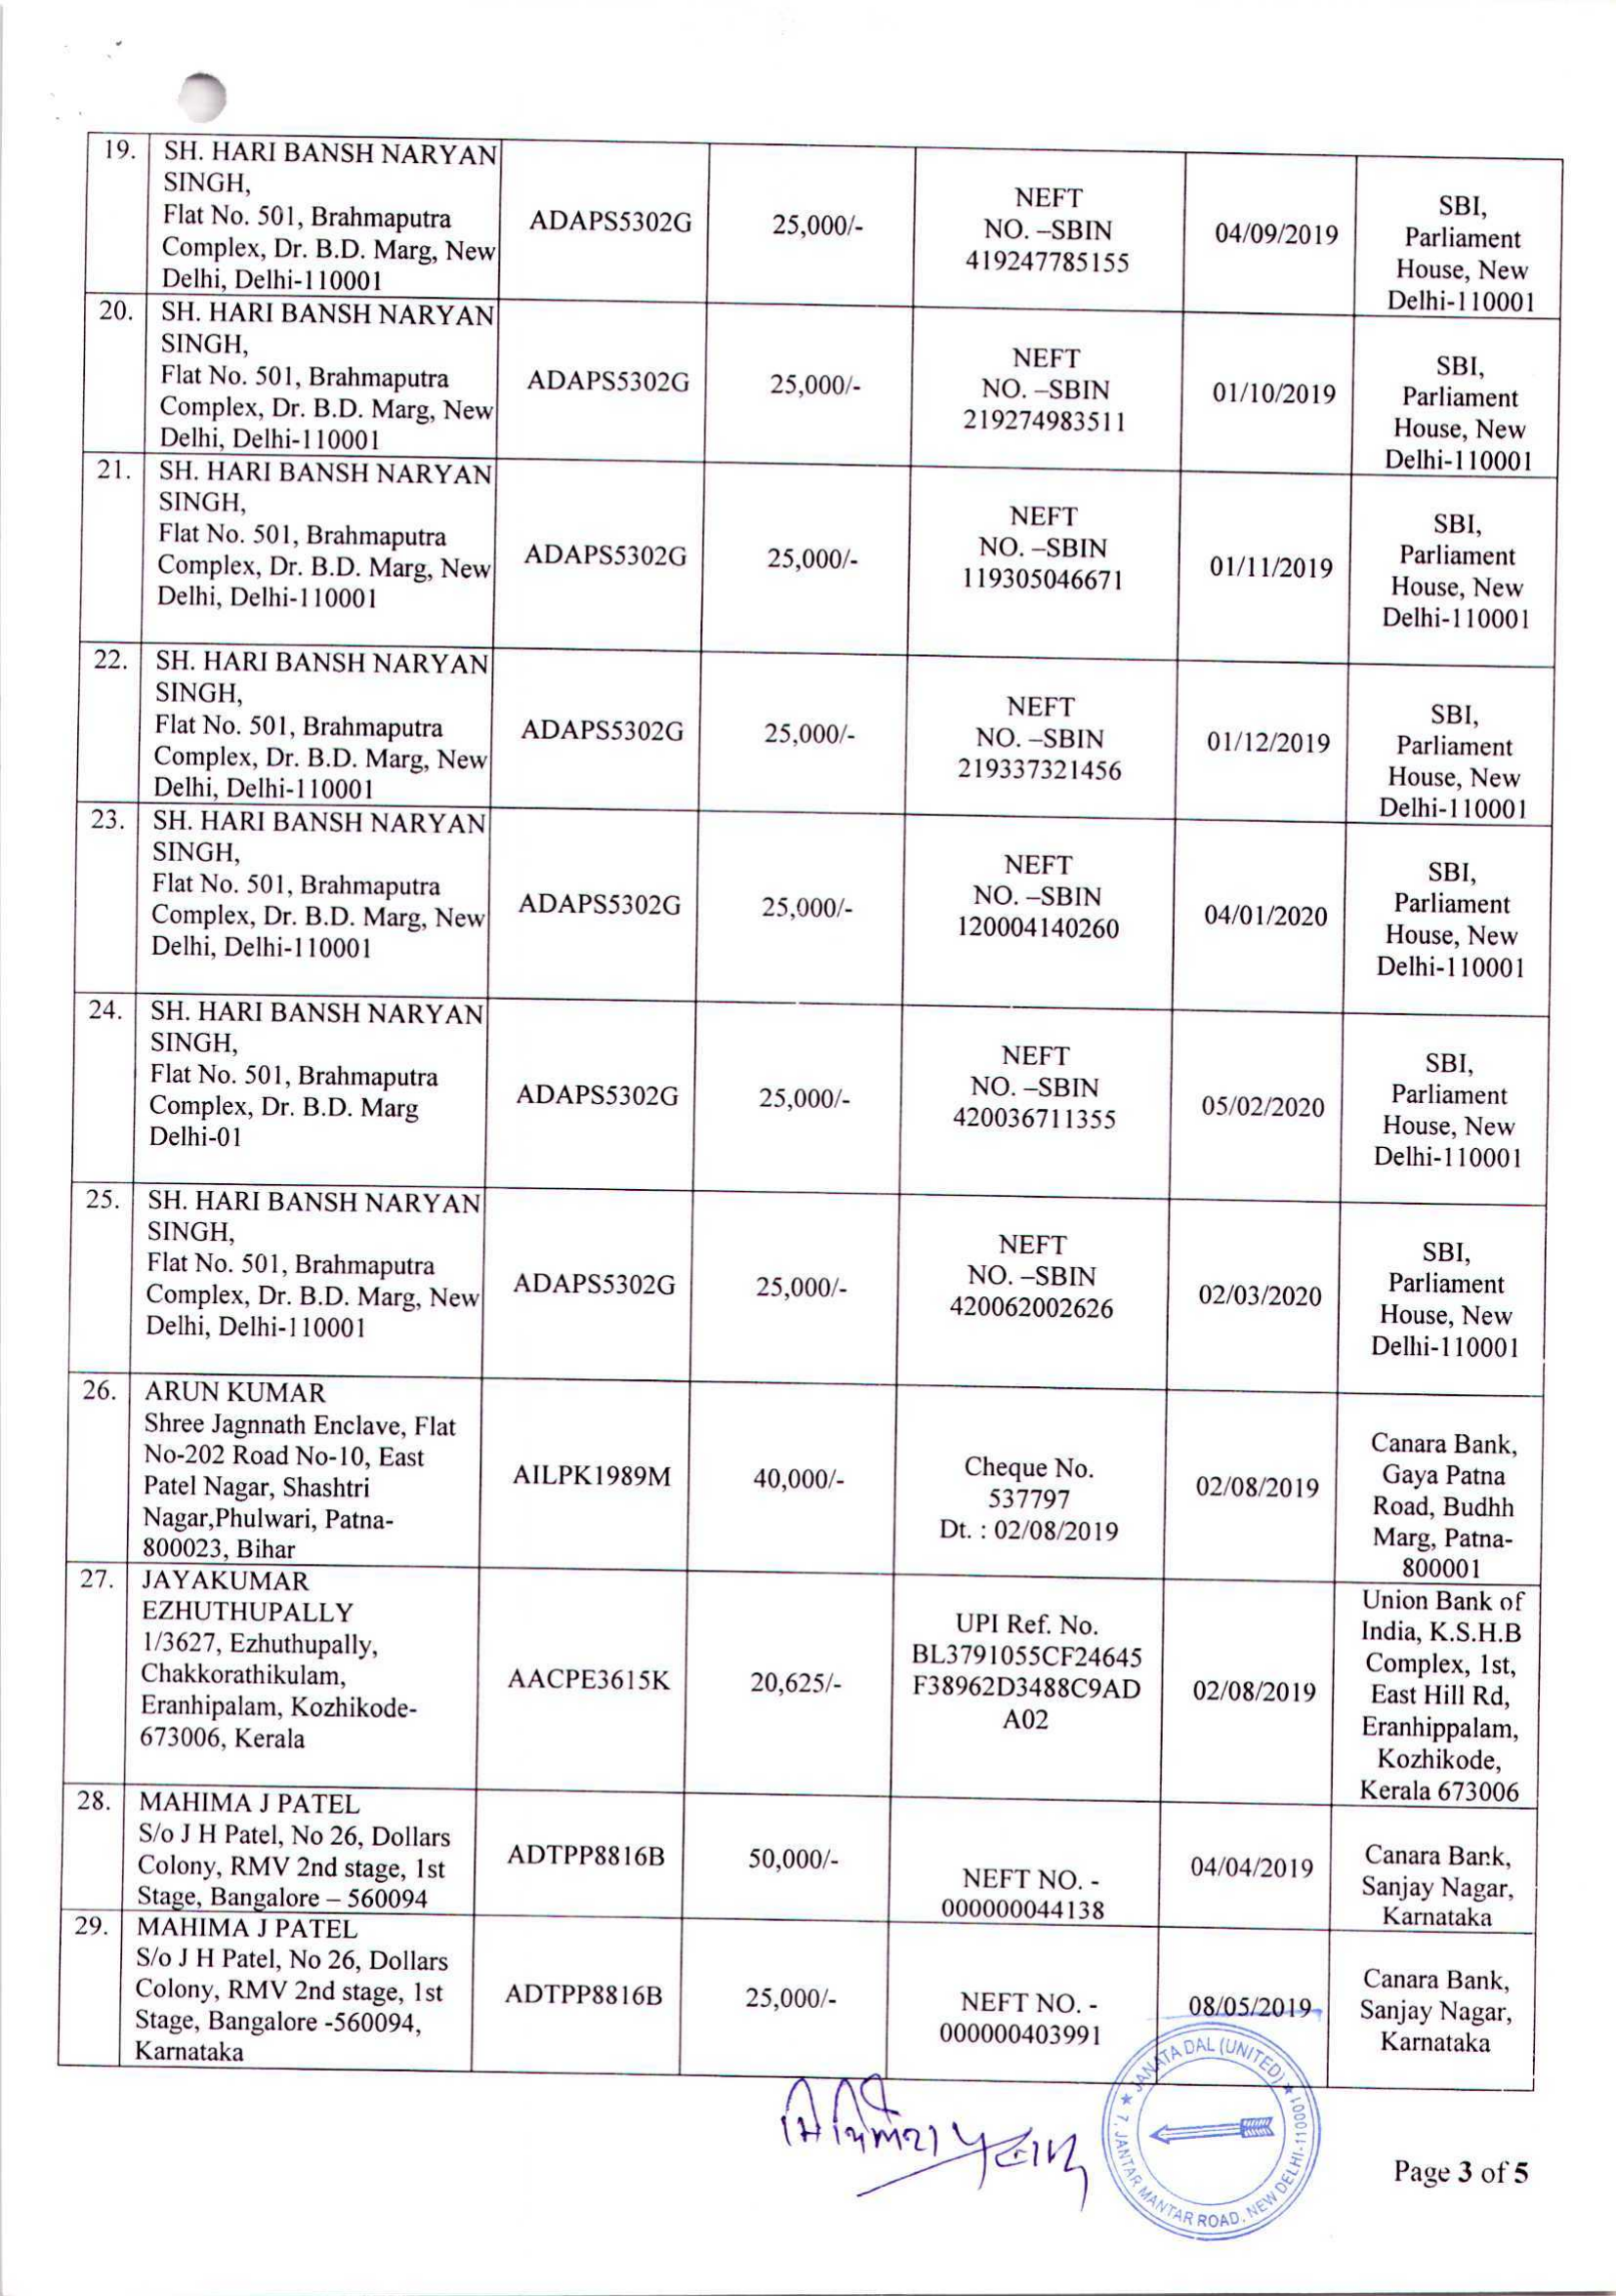 19.
SH. HARI BANSH NARYAN
SINGH,
Flat No. 501, Brahmaputra
Complex, Dr. B.D. Marg, New
Delhi, Delhi-110001
ADAPS5302G
25,000/-
NEFT
NO. –SBIN
419247785155
04/09/2019
SBI,
Parliament
House, New
Delhi-110001
20.
SH. HARI BANSH NARYAN
SINGH,
Flat No. 501, Brahmaputra
Complex, Dr. B.D. Marg, New
Delhi, Delhi-110001
ADAPS5302G
25,000/-
NEFT
NO. –SBIN
219274983511
01/10/2019
SBI,
Parliament
House, New
Delhi-110001
21.
SH. HARI BANSH NARYAN
SINGH,
Flat No. 501, Brahmaputra
Complex, Dr. B.D. Marg, New
Delhi, Delhi-110001
ADAPS5302G
25,000/-
NEFT
NO. –SBIN
119305046671
01/11/2019
SBI,
Parliament
House, New
Delhi-110001
22.
SH. HARI BANSH NARYAN
SINGH,
Flat No. 501, Brahmaputra
Complex, Dr. B.D. Marg, New
Delhi, Delhi-110001
ADAPS5302G
25,000/-
NEFT
NO. –SBIN
219337321456
01/12/2019
SBI,
Parliament
House, New
Delhi-110001
23.
SH. HARI BANSH NARYAN
SINGH,
Flat No. 501, Brahmaputra
Complex, Dr. B.D. Marg, New
Delhi, Delhi-110001
ADAPS5302G
25,000/-
NEFT
NO. –SBIN
120004140260
04/01/2020
SBI,
Parliament
House, New
Delhi-110001
24.
SH. HARI BANSH NARYAN
SINGH,
Flat No. 501, Brahmaputra
Complex, Dr. B.D. Marg
Delhi-01
ADAPS5302G
25,000/-
NEFT
NO. –SBIN
420036711355
05/02/2020
SBI,
Parliament
House, New
Delhi-110001
25.
SH. HARI BANSH NARYAN
SINGH,
Flat No. 501, Brahmaputra
Complex, Dr. B.D. Marg, New
Delhi, Delhi-110001
ADAPS5302G
25,000/-
NEFT
NO. –SBIN
420062002626
02/03/2020
SBI,
Parliament
House, New
Delhi-110001
26.
ARUN KUMAR
Shree Jagnnath Enclave, Flat
No-202 Road No-10, East
Patel Nagar, Shashtri
Nagar,Phulwari, Patna-
800023, Bihar
AILPK1989M
40,000/-
Cheque No.
537797
Dt. : 02/08/2019
02/08/2019
Canara Bank,
Gaya Patna
Road, Budhh
Marg, Patna-
800001
27.
JAYAKUMAR
EZHUTHUPALLY
1/3627, Ezhuthupally,
Chakkorathikulam,
Eranhipalam, Kozhikode-
673006, Kerala
AACPE3615K
20,625/-
UPI Ref. No.
BL3791055CF24645
F38962D3488C9AD
A02
02/08/2019
Union Bank of
India, K.S.H.B
Complex, 1st,
East Hill Rd,
Eranhippalam,
Kozhikode,
Kerala 673006
28.
MAHIMA J PATEL
S/o J H Patel, No 26, Dollars
Colony, RMV 2nd stage, 1st
Stage, Bangalore – 560094
ADTPP8816B
50,000/-
NEFT NO. -
000000044138
04/04/2019
Canara Bank,
Sanjay Nagar,
Karnataka
29.
MAHIMA J PATEL
S/o J H Patel, No 26, Dollars
Colony, RMV 2nd stage, 1st
Stage, Bangalore -560094,
Karnataka
ADTPP8816B
25,000/-
NEFT NO. -
000000403991
08/05/2019
Canara Bank,
Sanjay Nagar,
Karnataka
★ JANATA DAL (UNITED) ★
7, JANTAR MANTAR ROAD, NEW DELHI-110001
Page 3 of 5